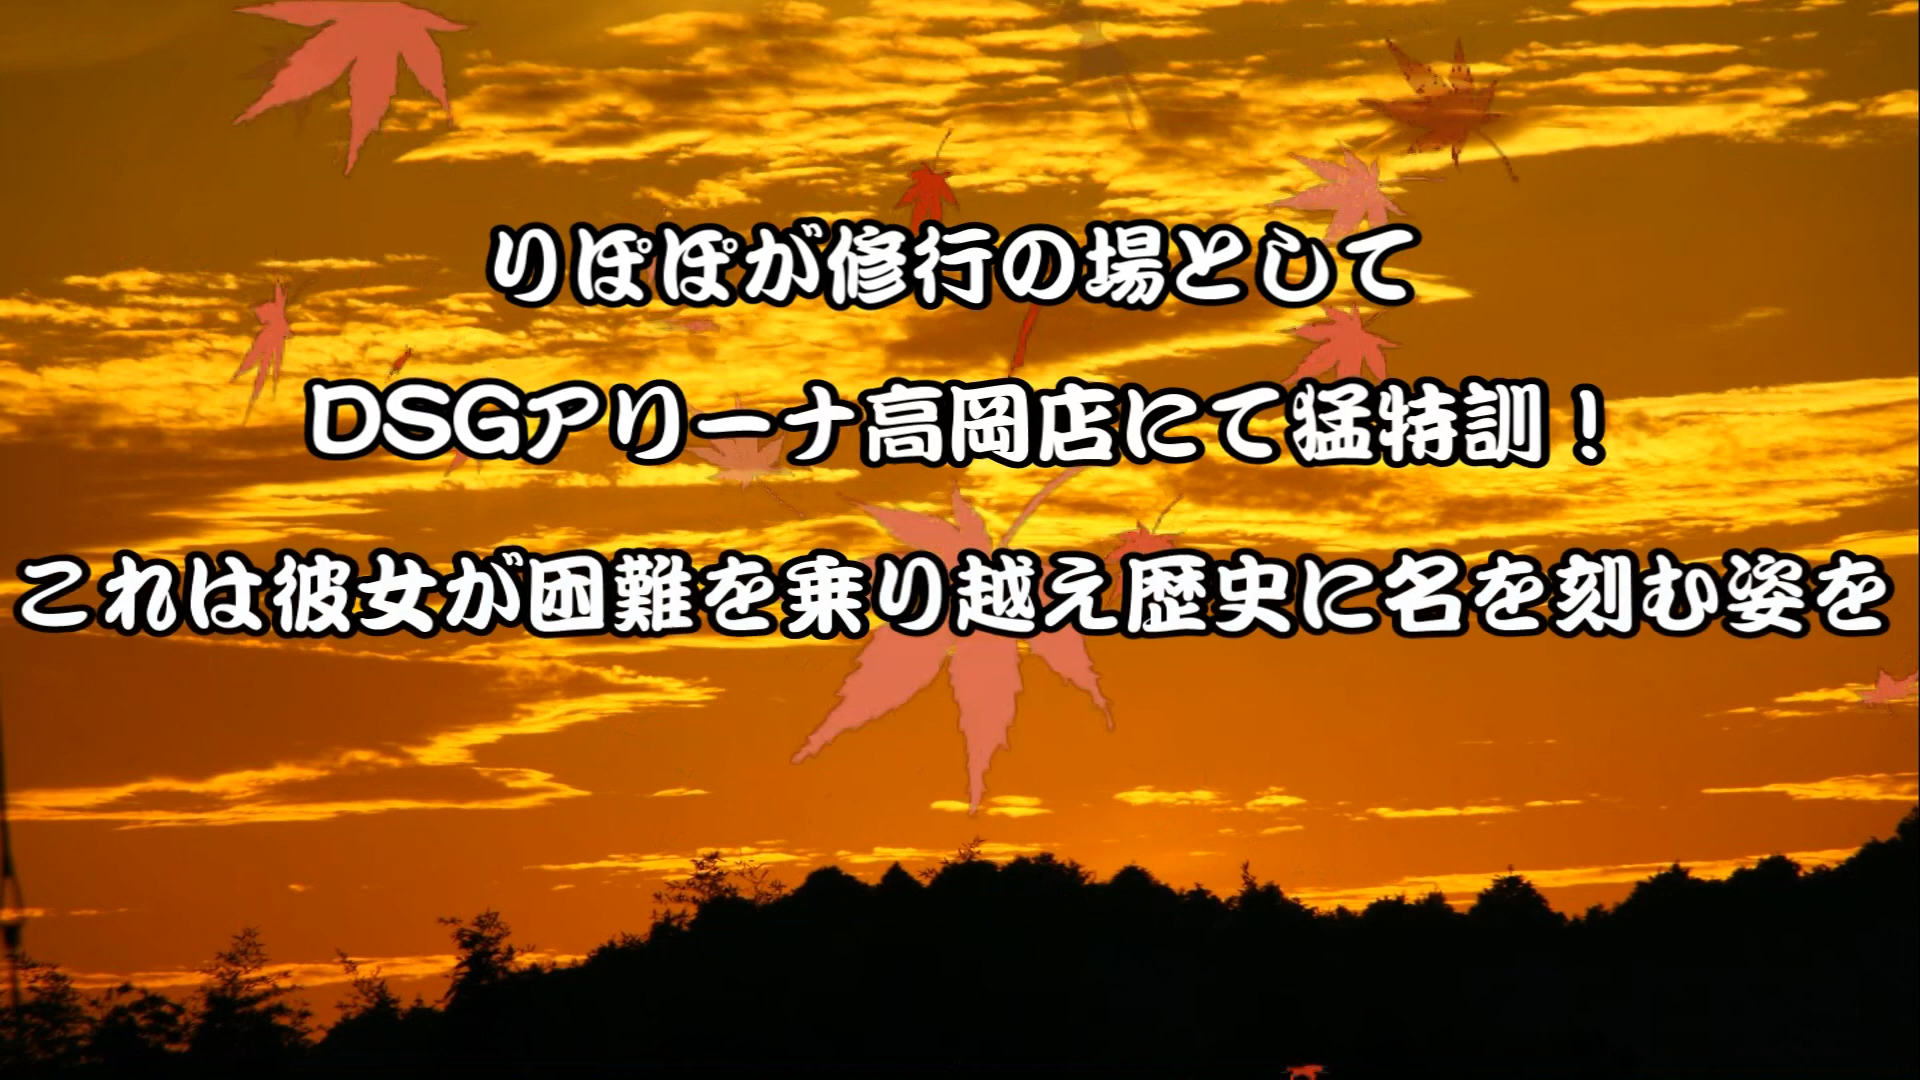 りぽぽが修行の場として
DSGアリーナ高岡店にて猛特訓！
これは彼女が困難を乗り越え歴史に名を刻む姿を